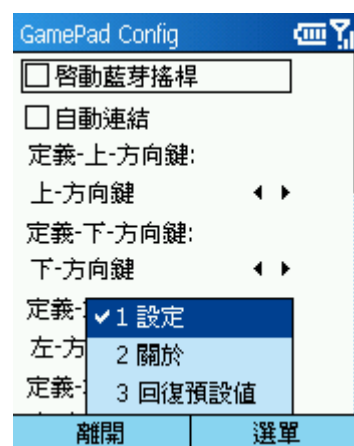 GamePad Config
啓動藍芽搖桿
自動連結
定義-上-方向鍵:
上-方向鍵
定義-下-方向鍵:
下-方向鍵
定義-
左-方
定義-
1 設定
2 關於
3 回復預設值
離開
選單